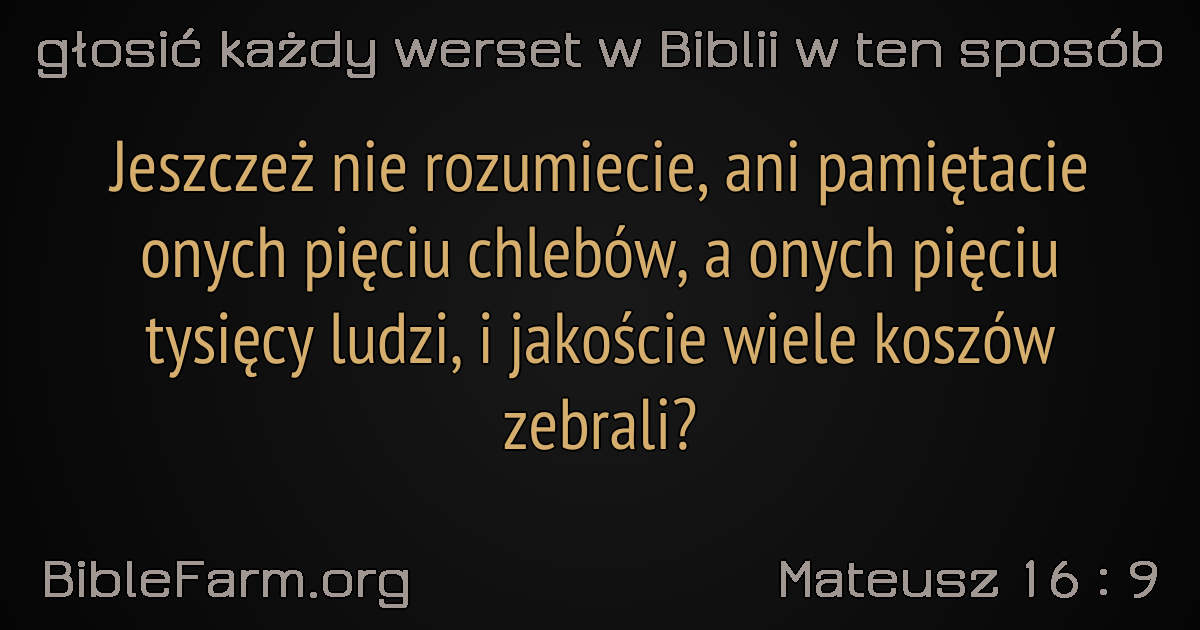 głosić każdy werset w Biblii w ten sposób
Jeszczeż nie rozumiecie, ani pamiętacie
onych pięciu chlebów, a onych pięciu
tysięcy ludzi, i jakoście wiele koszów
zebrali?
BibleFarm.org
Mateusz 16 : 9